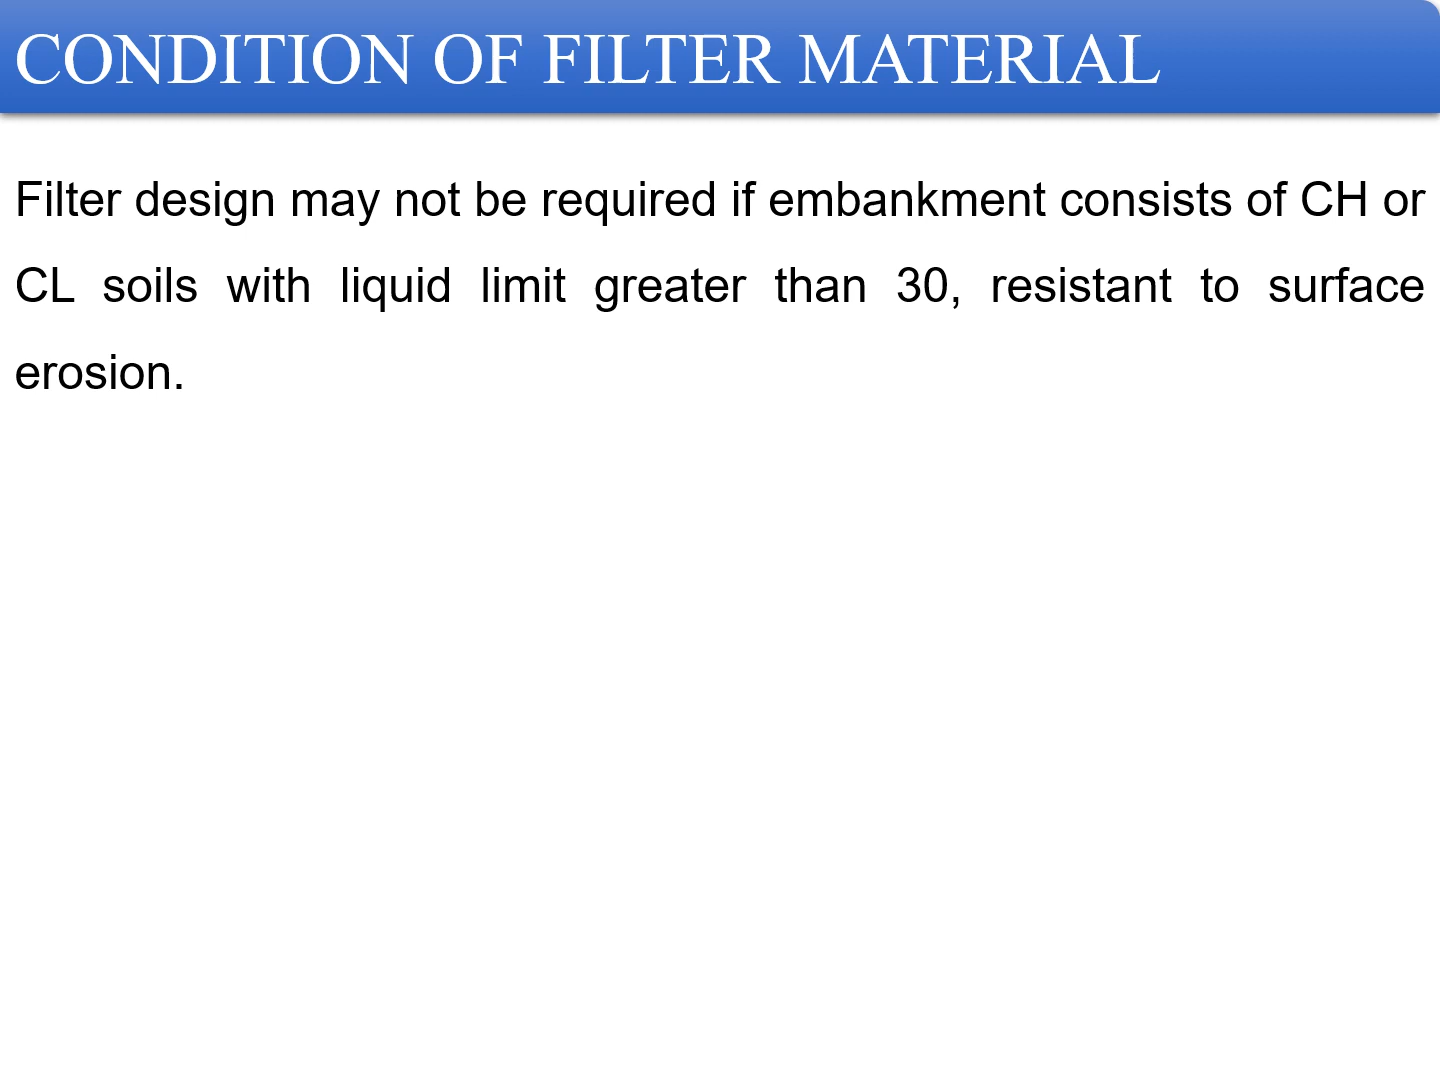 CONDITION OF FILTER MATERIAL
Filter design may not be required if embankment consists of CH or
CL soils with liquid limit greater than 30, resistant to surface
erosion.